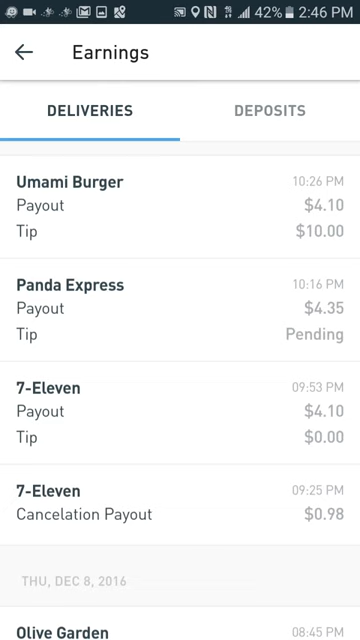 42% 2:46 PM
Earnings
DELIVERIES DEPOSITS
Umami Burger 10:26 PM
Payout $4.10
Tip $10.00
Panda Express 10:16 PM
Payout $4.35
Tip Pending
7-Eleven 09:53 PM
Payout $4.10
Tip $0.00
7-Eleven 09:25 PM
Cancelation Payout $0.98
THU, DEC 8, 2016
Olive Garden 08:45 PM